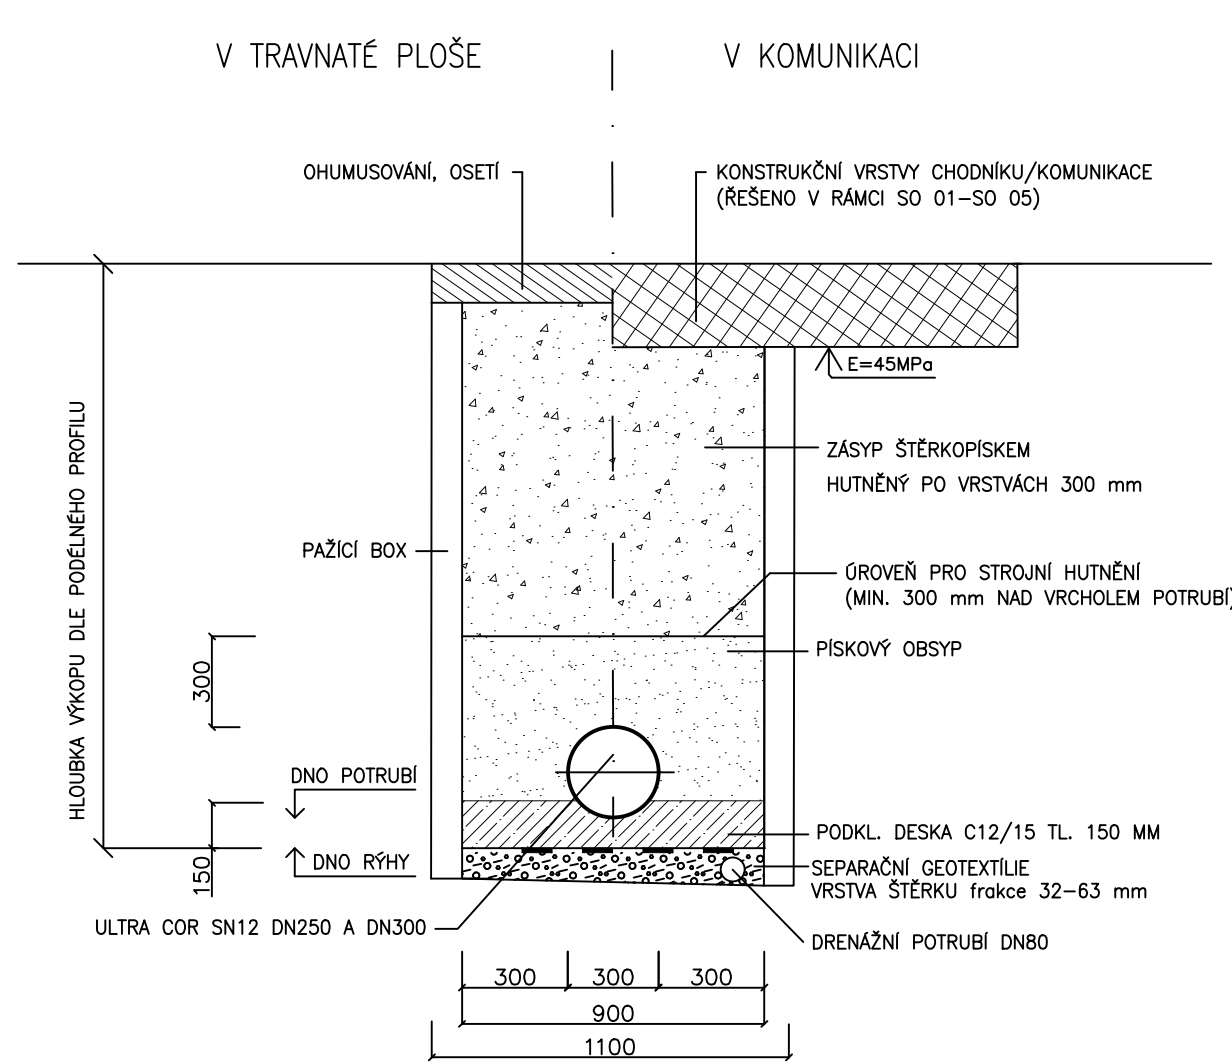 V TRAVNATÉ PLOŠE
V KOMUNIKACI
OHUMUSOVÁNÍ, OSETÍ
KONSTRUKČNÍ VRSTVY CHODNÍKU/KOMUNIKACE
(ŘEŠENO V RÁMCI SO 01-SO 05)
E=45MPa
ZÁSYP ŠTĚRKOPÍSKEM
HUTNĚNÝ PO VRSTVÁCH 300 mm
HLOUBKA VÝKOPU DLE PODÉLNÉHO PROFILU
PAŽÍCÍ BOX
ÚROVEŇ PRO STROJNÍ HUTNĚNÍ
(MIN. 300 mm NAD VRCHOLEM POTRUBÍ)
PÍSKOVÝ OBSYP
300
DNO POTRUBÍ
PODKL. DESKA C12/15 TL. 150 MM
150
DNO RÝHY
SEPARAČNÍ GEOTEXTÍLIE
VRSTVA ŠTĚRKU frakce 32-63 mm
ULTRA COR SN12 DN250 A DN300
DRENÁŽNÍ POTRUBÍ DN80
300 300 300
900
1100